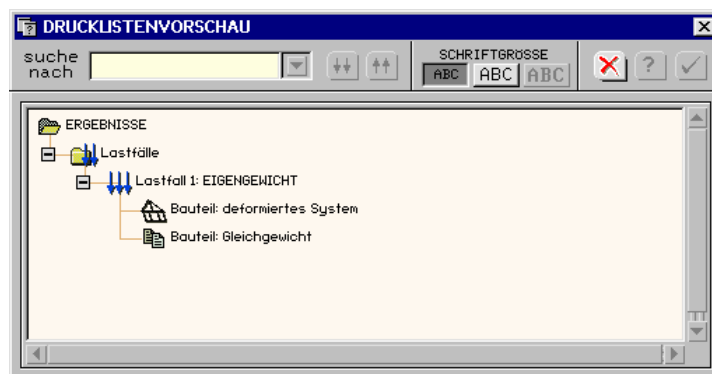 DRUCKLISTENVORSCHAU
suche nach
SCHRIFTGRÖSSE
ABC ABC ABC
ERGEBNISSE
Lastfälle
Lastfall 1: EIGENGEWICHT
Bauteil: deformiertes System
Bauteil: Gleichgewicht